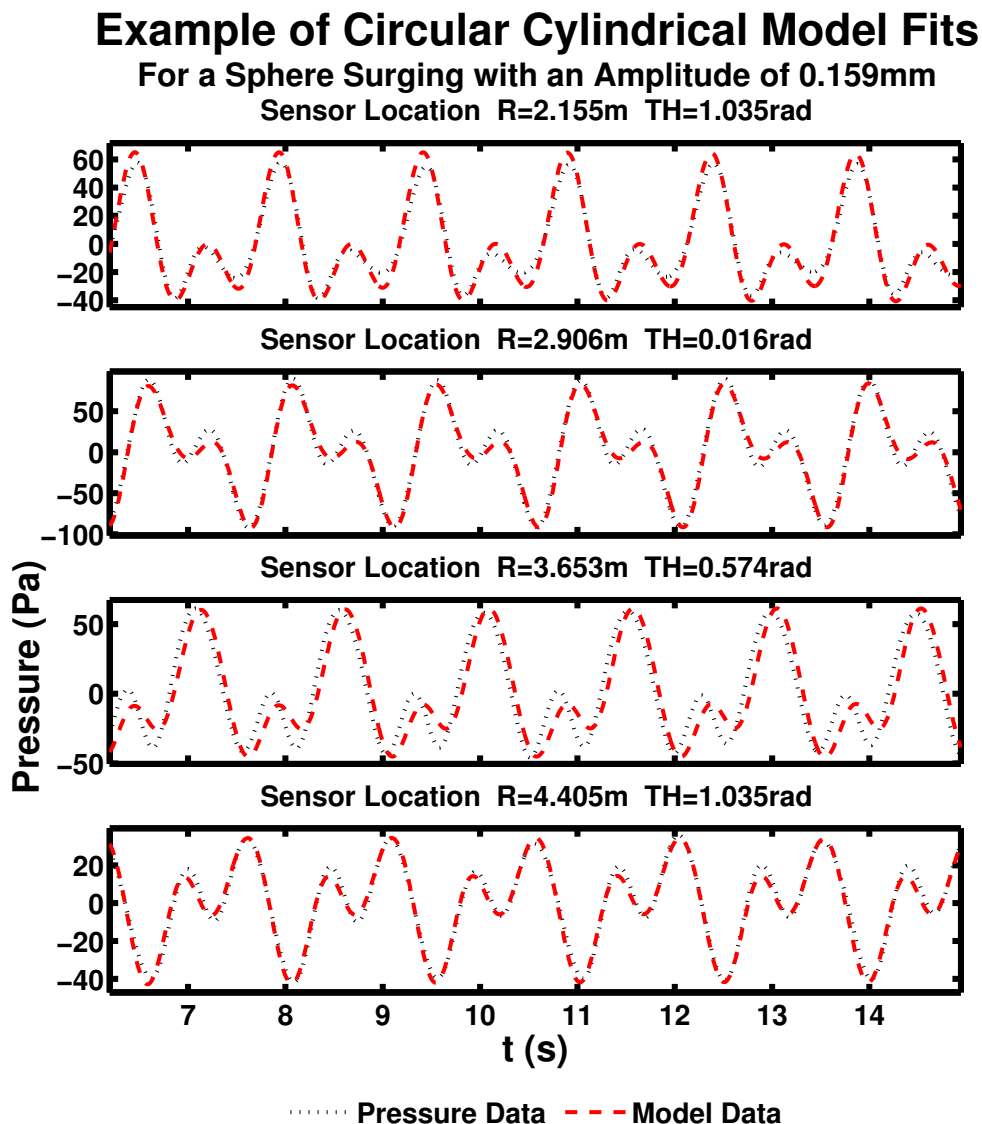 Example of Circular Cylindrical Model Fits
For a Sphere Surging with an Amplitude of 0.159mm
Sensor Location R=2.155m TH=1.035rad
60
40
20
0
−20
−40
Sensor Location R=2.906m TH=0.016rad
50
0
−50
−100
Sensor Location R=3.653m TH=0.574rad
50
0
−50
Pressure (Pa)
Sensor Location R=4.405m TH=1.035rad
20
0
−20
−40
7 8 9 10 11 12 13 14
t (s)
Pressure Data Model Data